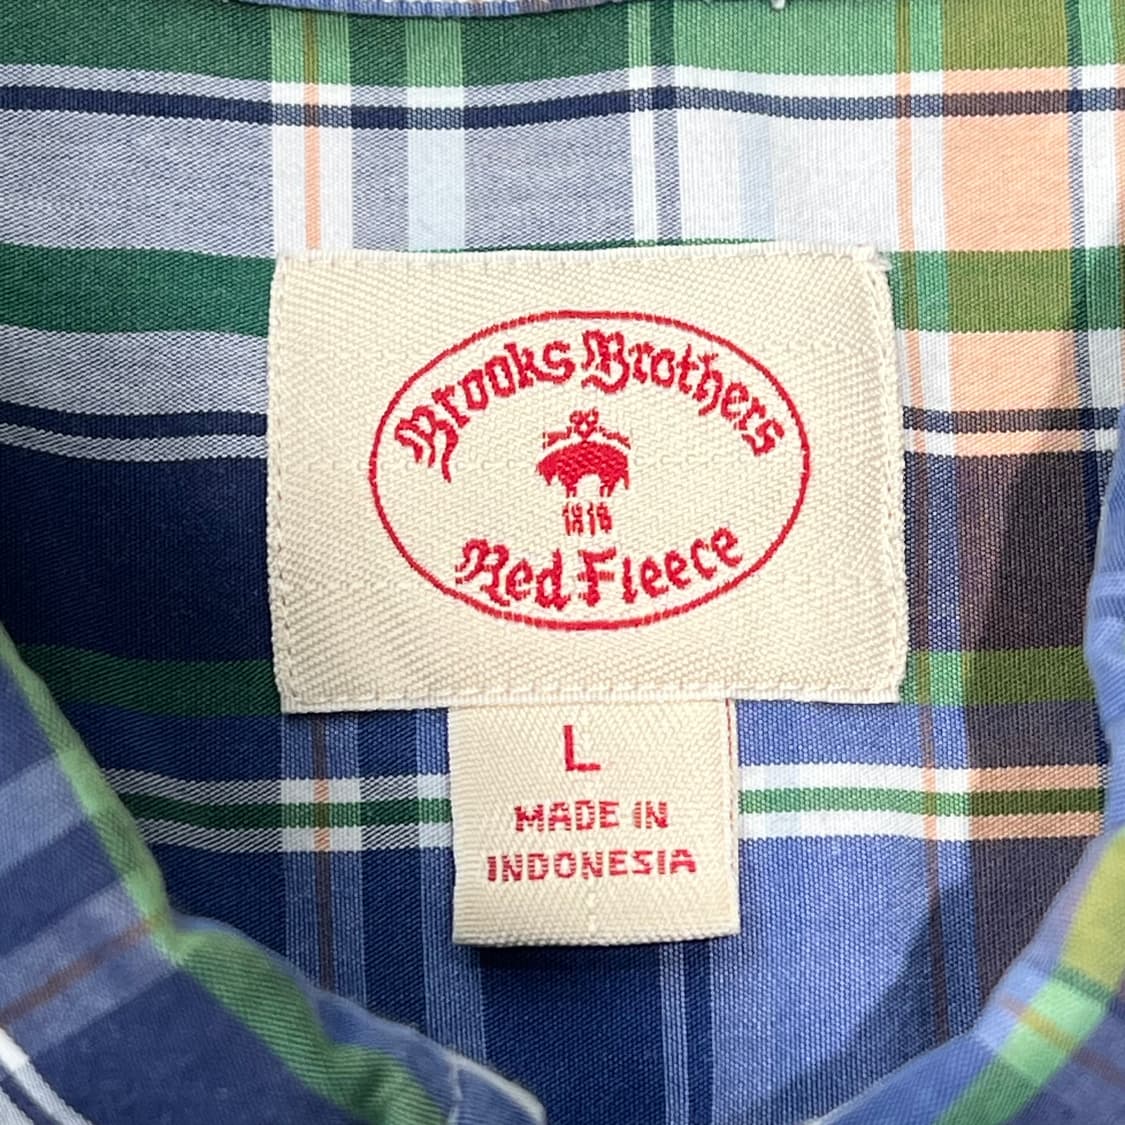 Brooks Brothers
1818
Red Fleece
L
MADE IN
INDONESIA